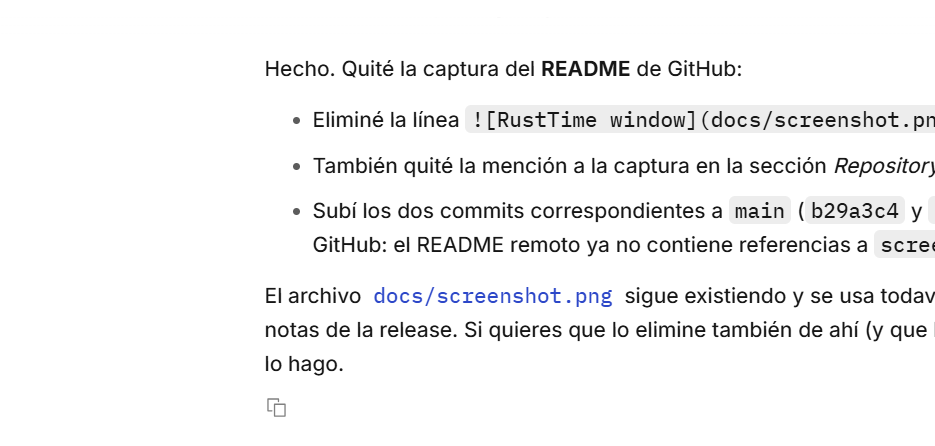 Hecho. Quité la captura del README de GitHub:
Eliminé la línea ![RustTime window](docs/screenshot.pn
También quité la mención a la captura en la sección Repository
Subí los dos commits correspondientes a main (b29a3c4 y
GitHub: el README remoto ya no contiene referencias a scree
El archivo docs/screenshot.png sigue existiendo y se usa todav
notas de la release. Si quieres que lo elimine también de ahí (y que
lo hago.